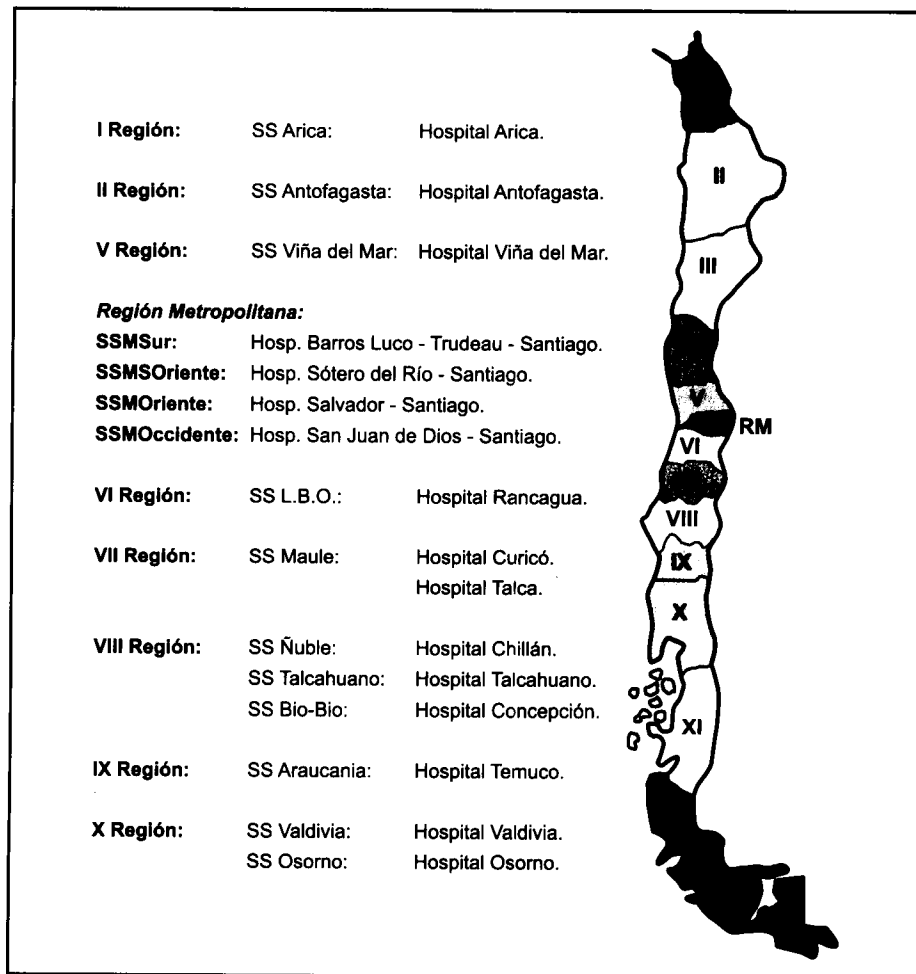 I Región: SS Arica: Hospital Arica.
II Región: SS Antofagasta: Hospital Antofagasta.
V Región: SS Viña del Mar: Hospital Viña del Mar.
Región Metropolitana:
SSMSur: Hosp. Barros Luco - Trudeau - Santiago.
SSMSOriente: Hosp. Sótero del Río - Santiago.
SSMOriente: Hosp. Salvador - Santiago.
SSMOccidente: Hosp. San Juan de Dios - Santiago.
VI Región: SS L.B.O.: Hospital Rancagua.
VII Región: SS Maule: Hospital Curicó.
Hospital Talca.
VIII Región: SS Ñuble: Hospital Chillán.
SS Talcahuano: Hospital Talcahuano.
SS Bio-Bio: Hospital Concepción.
IX Región: SS Araucania: Hospital Temuco.
X Región: SS Valdivia: Hospital Valdivia.
SS Osorno: Hospital Osorno.
II
III
V
RM
VI
VIII
IX
X
XI